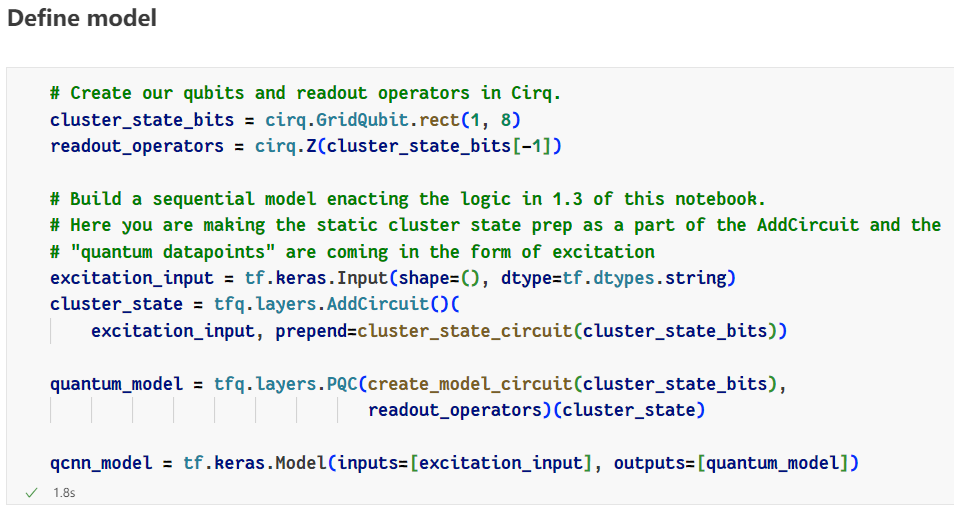 Define model
# Create our qubits and readout operators in Cirq.
cluster_state_bits = cirq.GridQubit.rect(1, 8)
readout_operators = cirq.Z(cluster_state_bits[-1])
# Build a sequential model enacting the logic in 1.3 of this notebook.
# Here you are making the static cluster state prep as a part of the AddCircuit and the
# "quantum datapoints" are coming in the form of excitation
excitation_input = tf.keras.Input(shape=(), dtype=tf.dtypes.string)
cluster_state = tfq.layers.AddCircuit()(
    excitation_input, prepend=cluster_state_circuit(cluster_state_bits))
quantum_model = tfq.layers.PQC(create_model_circuit(cluster_state_bits),
                               readout_operators)(cluster_state)
qcnn_model = tf.keras.Model(inputs=[excitation_input], outputs=[quantum_model])
1.8s